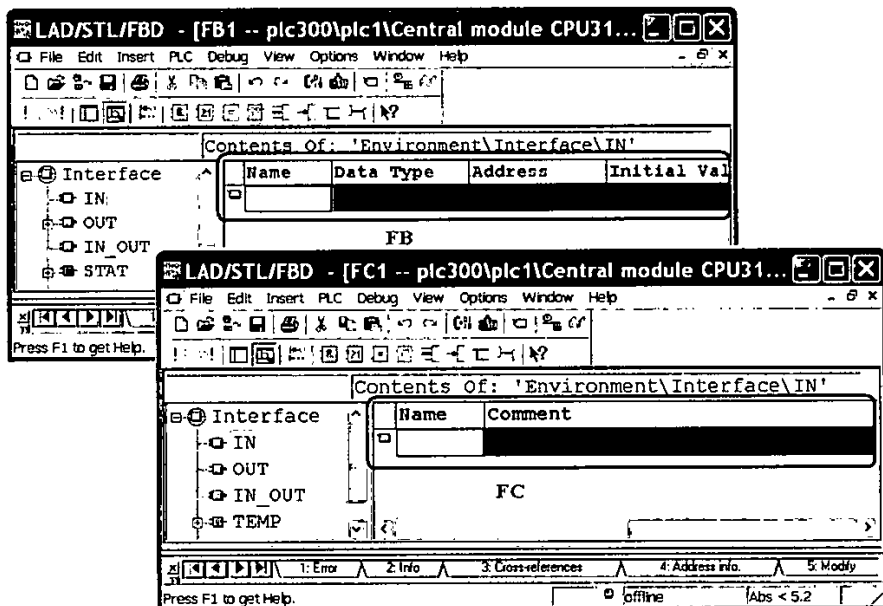 LAD/STL/FBD - [FB1 -- plc300\plc1\Central module CPU31...
File Edit Insert PLC Debug View Options Window Help
Contents Of: 'Environment\Interface\IN'
Interface
Name Data Type Address Initial Val
IN
OUT
IN_OUT
STAT
FB
Press F1 to get Help.
LAD/STL/FBD - [FC1 -- plc300\plc1\Central module CPU31...
File Edit Insert PLC Debug View Options Window Help
Contents Of: 'Environment\Interface\IN'
Interface
Name Comment
IN
OUT
IN_OUT
TEMP
FC
1: Error 2: Info 3: Cross-references 4: Address info. 5: Modify
Press F1 to get Help. offline Abs < 5.2